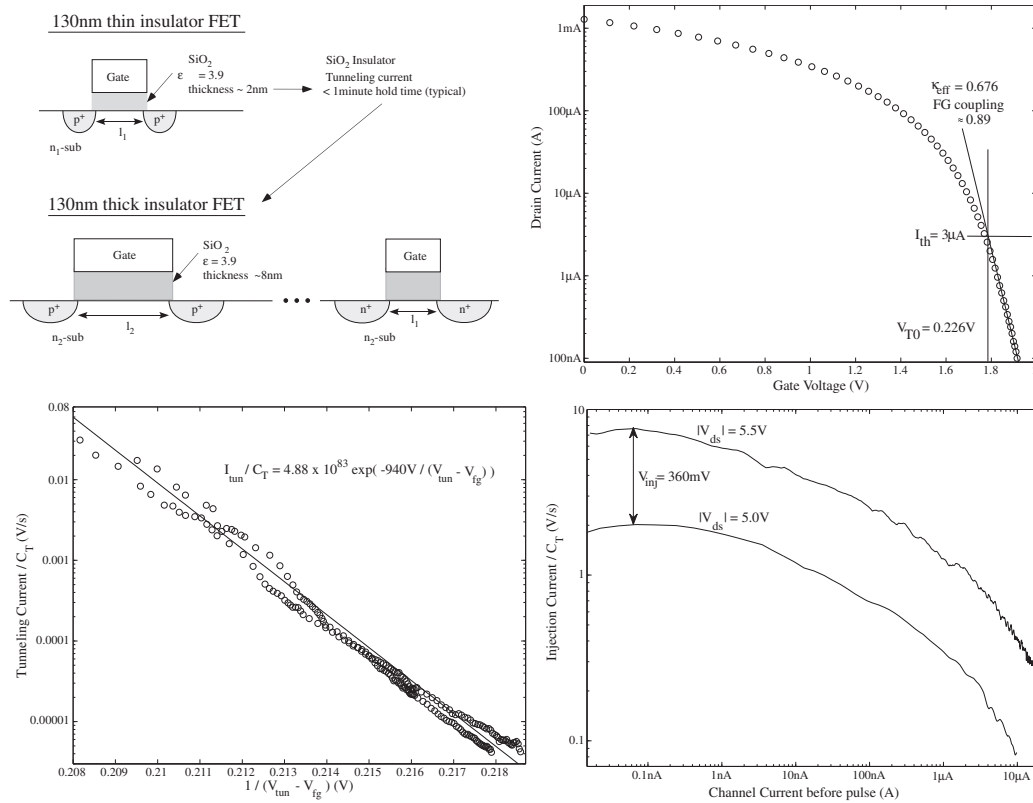 130nm thin insulator FET
Gate
SiO2
ε = 3.9
thickness ~ 2nm
SiO2 Insulator
Tunneling current
< 1minute hold time (typical)
p+
p+
l1
n1-sub
130nm thick insulator FET
Gate
SiO2
ε = 3.9
thickness ~8nm
Gate
p+
p+
n+
n+
l2
l1
n2-sub
n2-sub
1mA
100µA
10µA
1µA
100nA
Drain Current (A)
κeff = 0.676
FG coupling
≈ 0.89
Ith = 3µA
VT0 = 0.226V
0
0.2
0.4
0.6
0.8
1
1.2
1.4
1.6
1.8
Gate Voltage (V)
0.08
0.01
0.001
0.0001
0.00001
Tunneling Current / CT (V/s)
Itun / CT = 4.88 x 10^83 exp( -940V / (Vtun - Vfg) )
0.208
0.209
0.21
0.211
0.212
0.213
0.214
0.215
0.216
0.217
0.218
1 / (Vtun - Vfg) (V)
10
1
0.1
Injection Current / CT (V/s)
|Vds| = 5.5V
Vinj = 360mV
|Vds| = 5.0V
0.1nA
1nA
10nA
100nA
1µA
10µA
Channel Current before pulse (A)